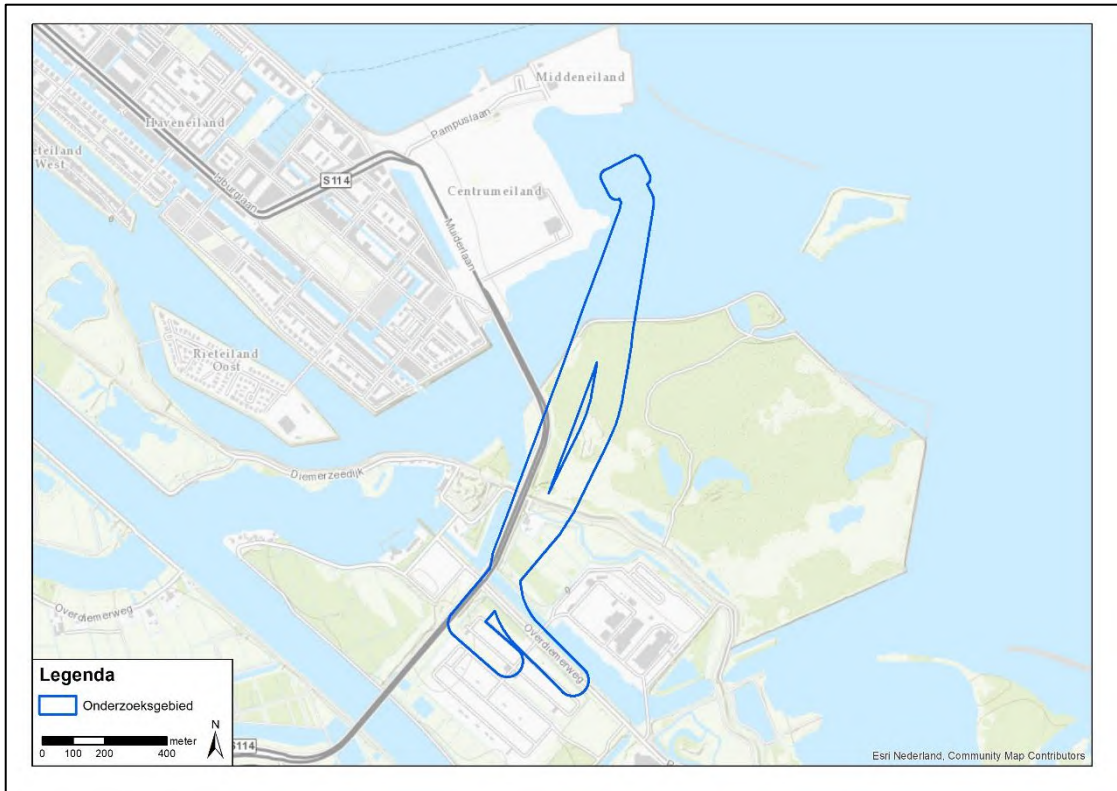 Middeneiland
Pampuslaan
Haveneiland
West
S114
IJburglaan
Centrumeiland
Muiderlaan
Rieteiland
Oost
Diemerzeedijk
Overdiemerweg
Overdiemerweg
Legenda
Onderzoeksgebied
N
meter
0 100 200 400
S114
Esri Nederland, Community Map Contributors